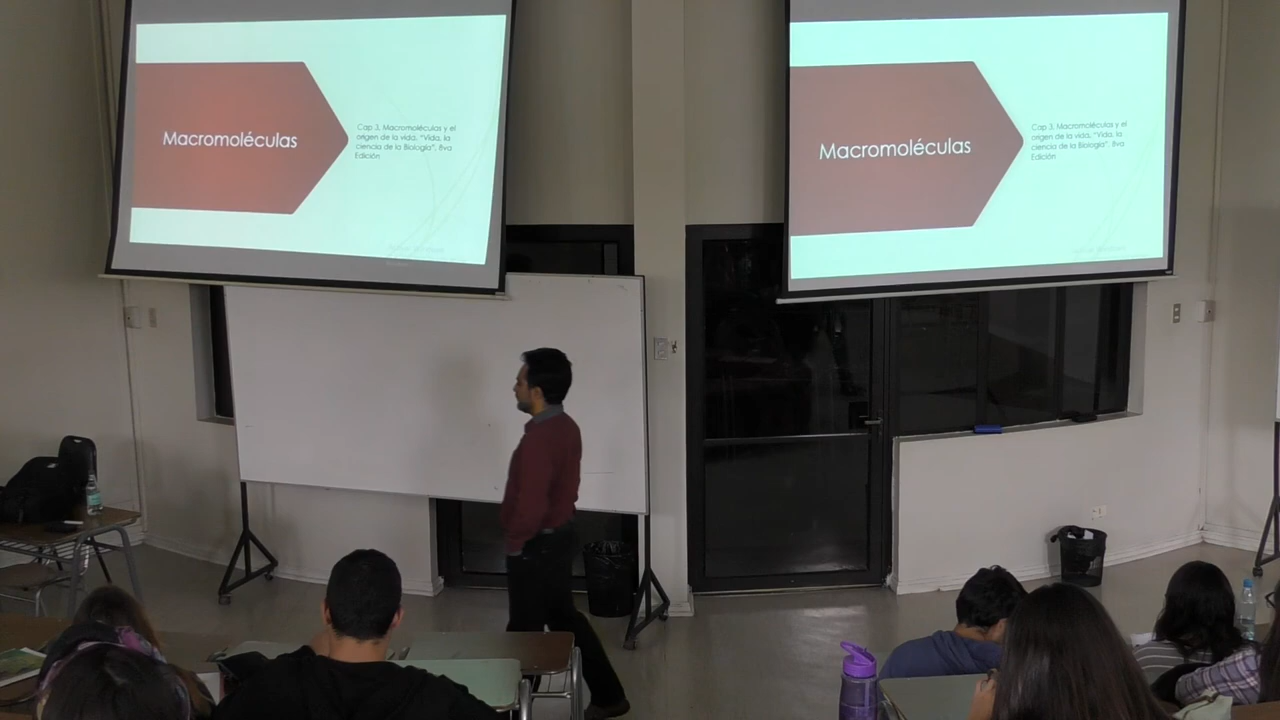 Macromoléculas
Cap 3, Macromoléculas y el
origen de la vida, "Vida, la
ciencia de la Biología", 8va
Edición
Macromoléculas
Cap 3, Macromoléculas y el
origen de la vida, "Vida, la
ciencia de la Biología", 8va
Edición